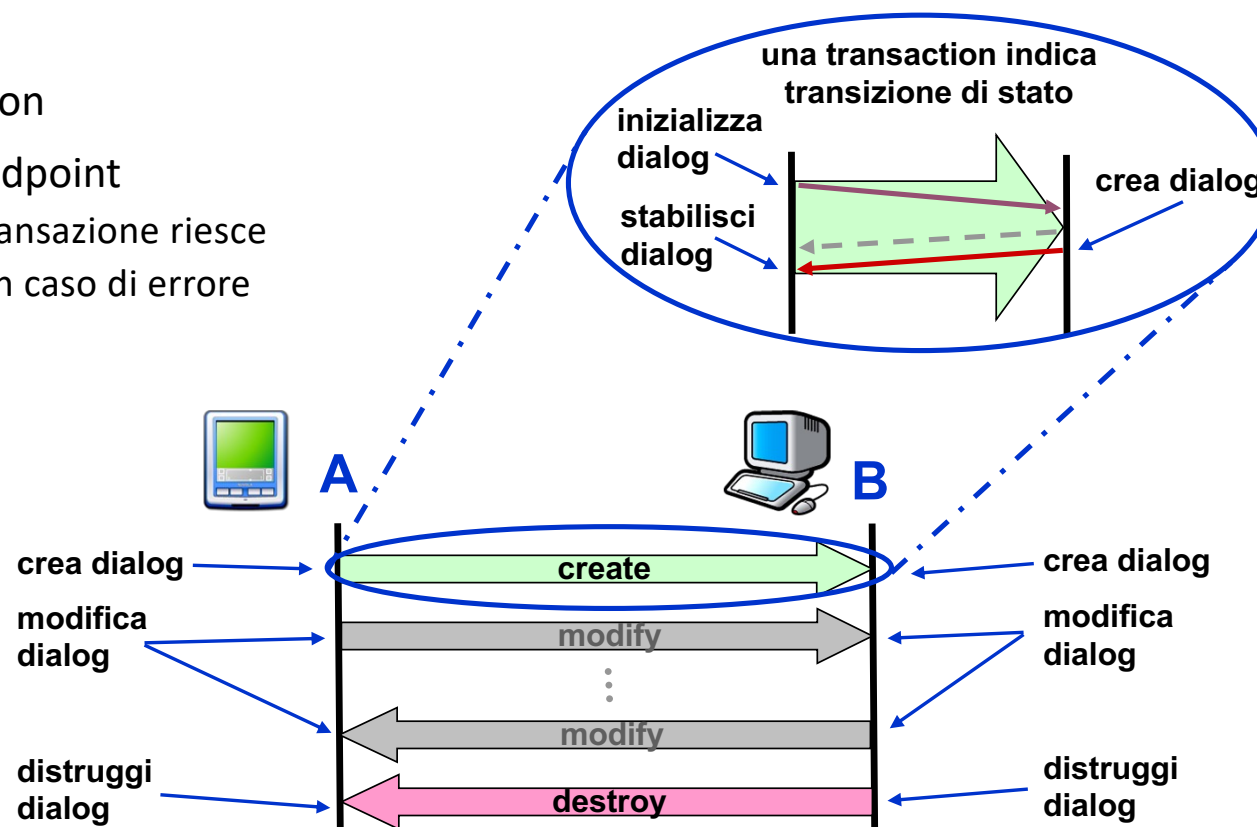 on
dpoint
ansazione riesce
n caso di errore
una transaction indica
transizione di stato
inizializza
dialog
stabilisci
dialog
crea dialog
A
B
crea dialog
create
crea dialog
modifica
dialog
modify
modifica
dialog
modify
distruggi
dialog
destroy
distruggi
dialog